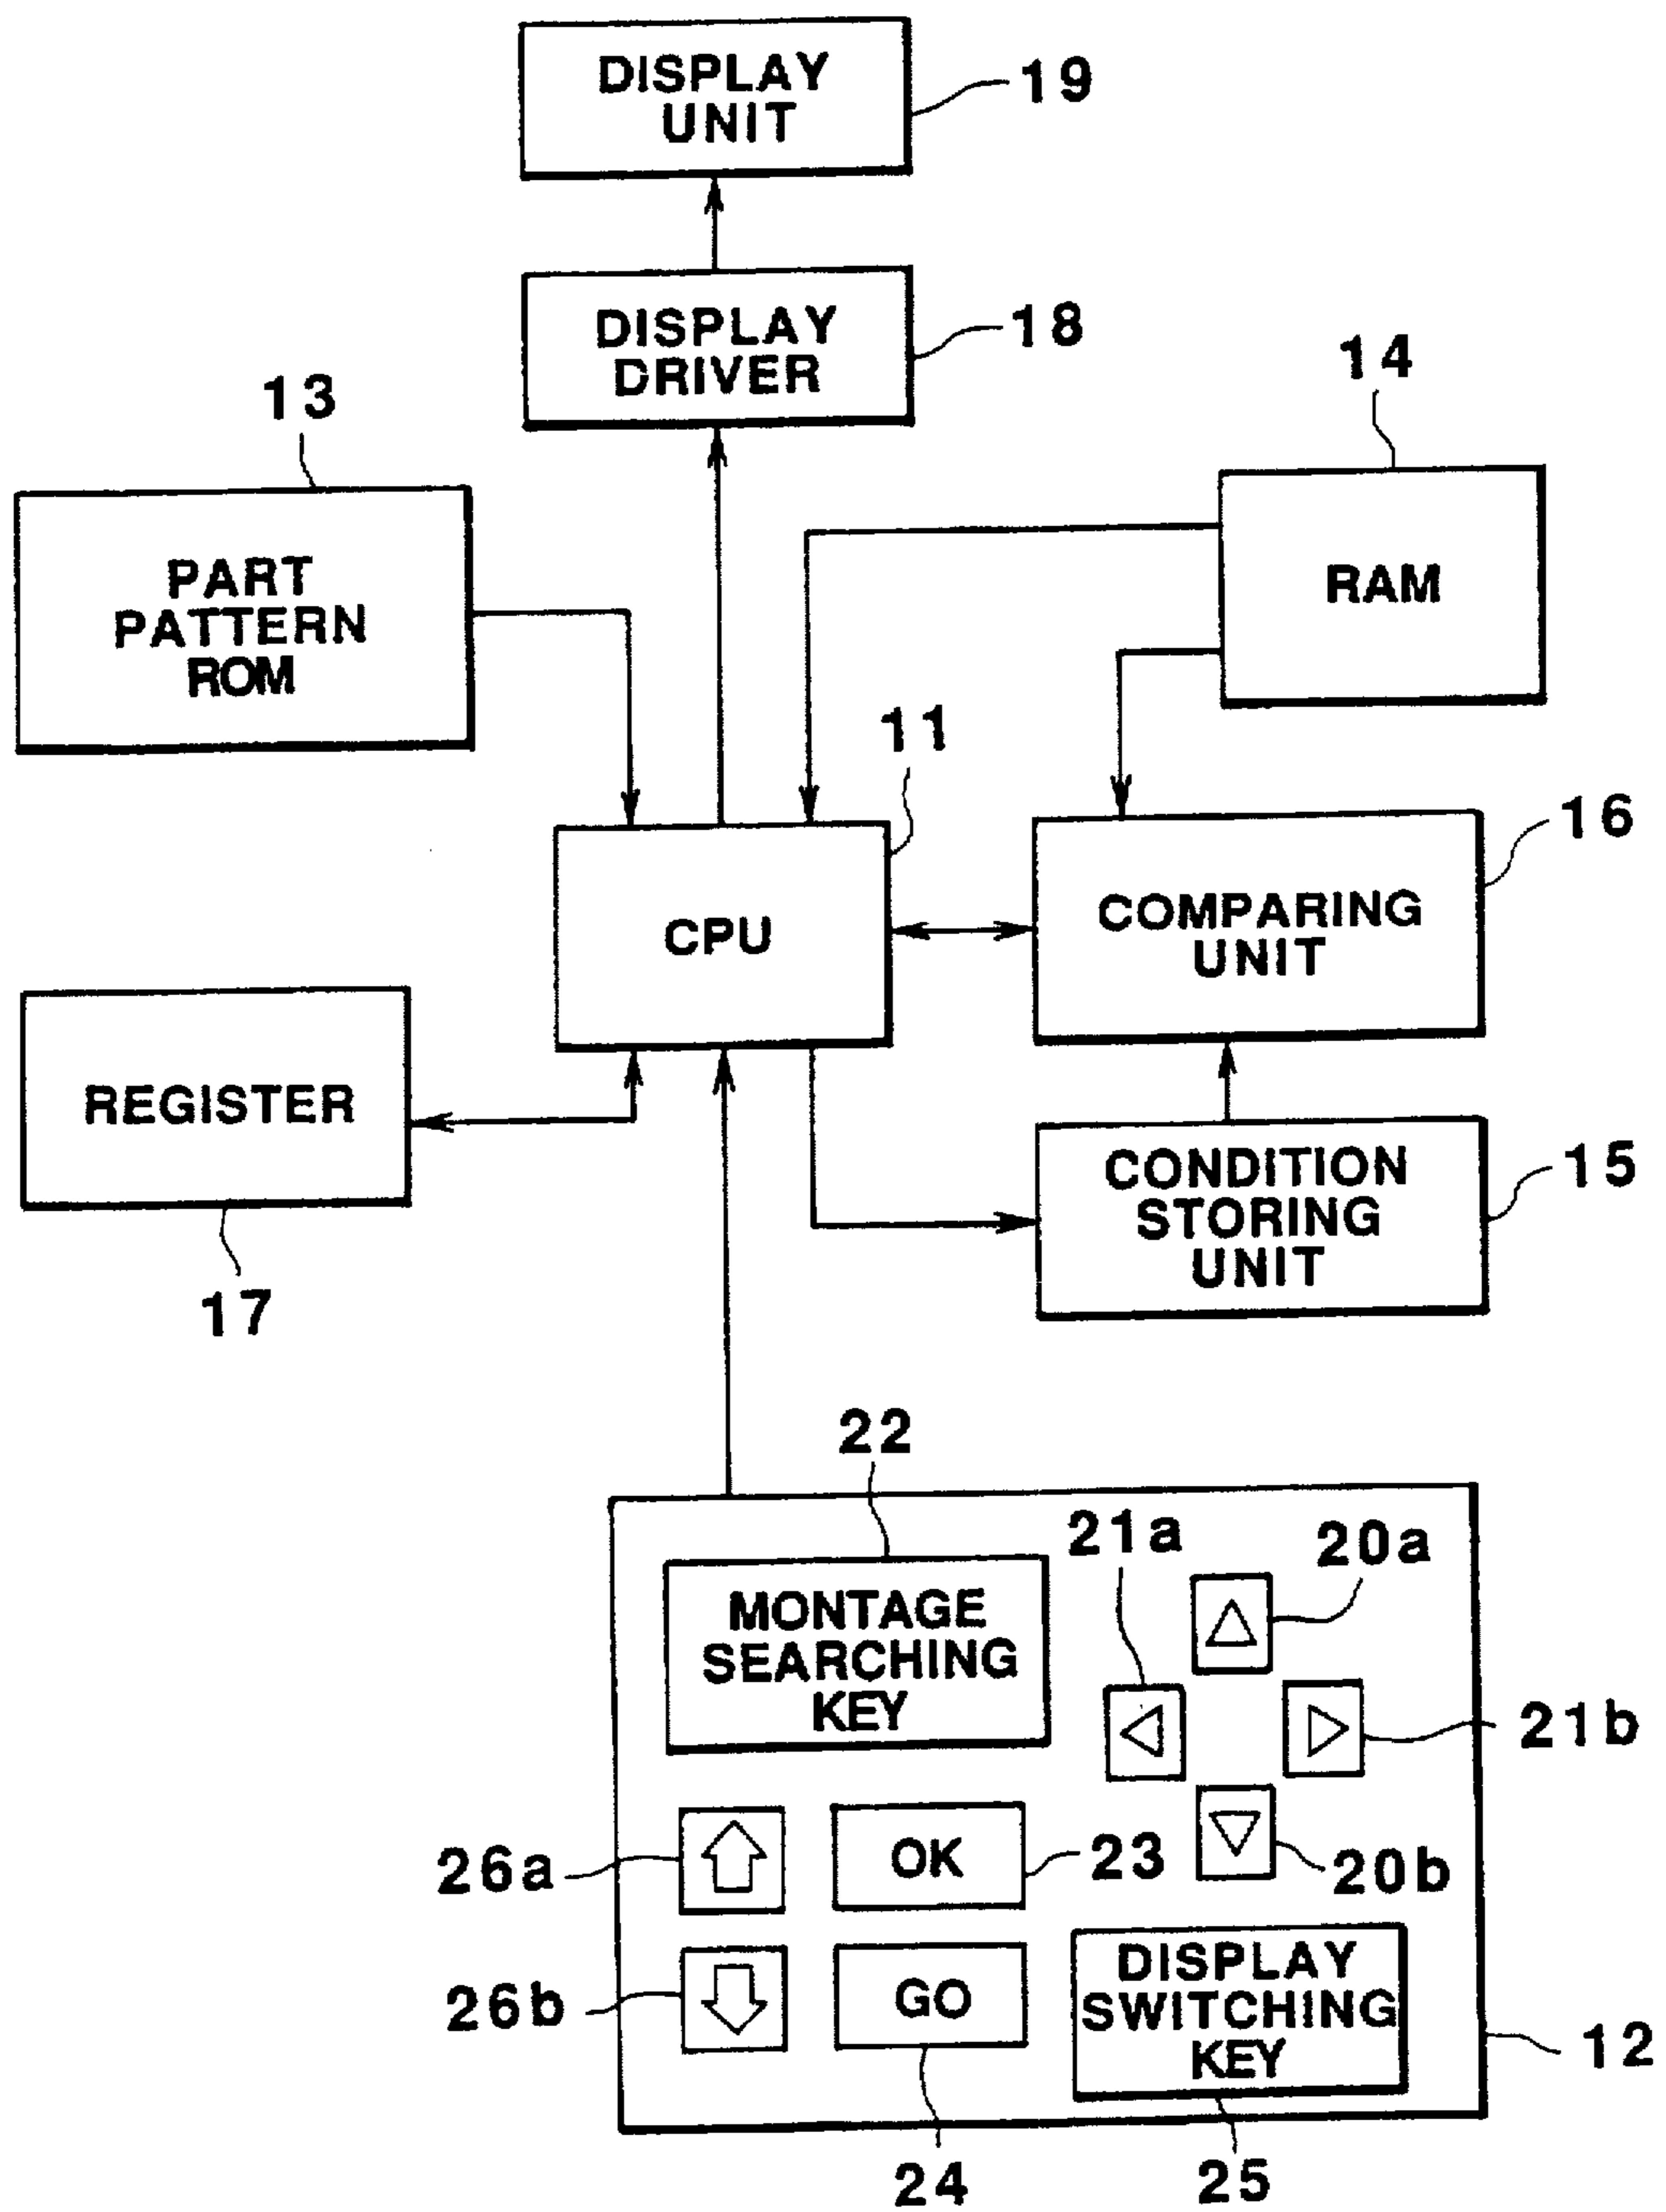 DISPLAY
UNIT
19
DISPLAY
DRIVER
18
14
13
PART
PATTERN
ROM
RAM
11
16
CPU
COMPARING
UNIT
REGISTER
17
CONDITION
STORING
UNIT
15
22
21a
20a
MONTAGE
SEARCHING
KEY
21b
26a
OK
23
20b
26b
GO
DISPLAY
SWITCHING
KEY
12
24
25